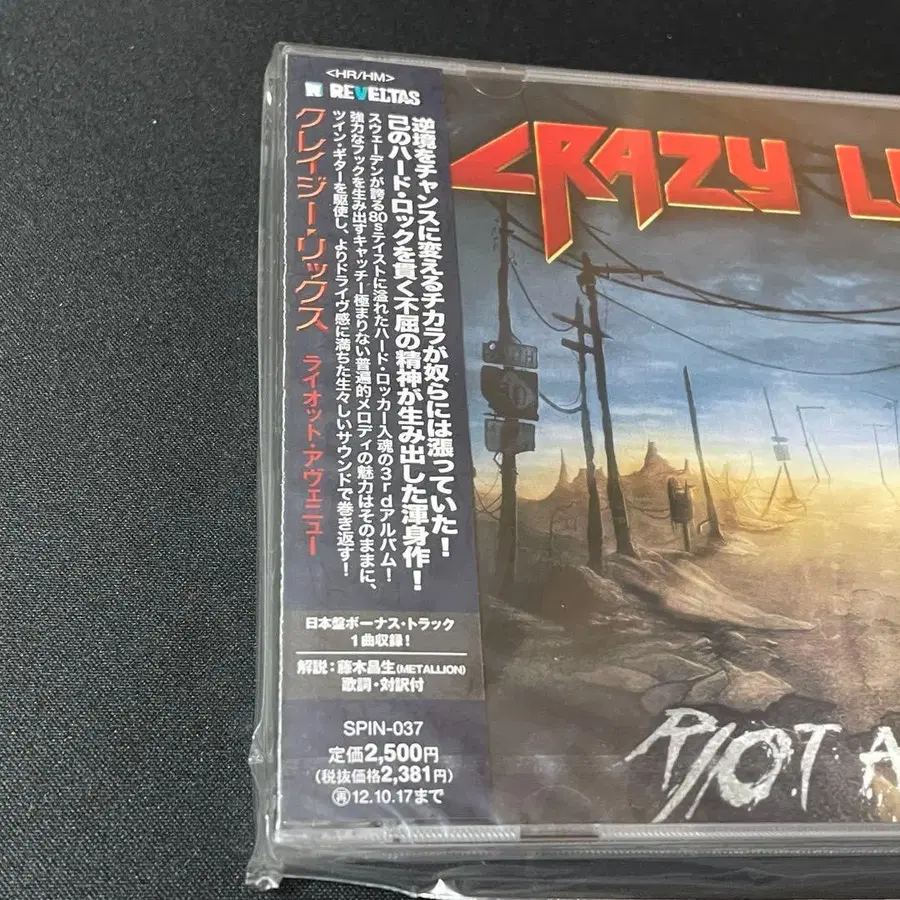 <HR/HM>
REVELTAS
クレイジー・リックス
ライオット・アヴェニュー
逆境をチャンスに変えるチカラが奴らには漲っていた!
己のハード・ロックを貫く不屈の精神が生み出した渾身作!
スウェーデンが誇る80sテイストに溢れたハード・ロッカー入魂の3rdアルバム!
強力なフックを生み出すキャッチー極まりない普遍的メロディの魅力はそのままに、
ツイン・ギターを駆使し、よりドライヴ感に満ちた生々しいサウンドで巻き返す!
日本盤ボーナス・トラック
1曲収録!
解説:藤木昌生(METALLION)
歌詞・対訳付
SPIN-037
定価2,500円
(税抜価格2,381円)
再12.10.17まで
CRAZY L
RIOT A